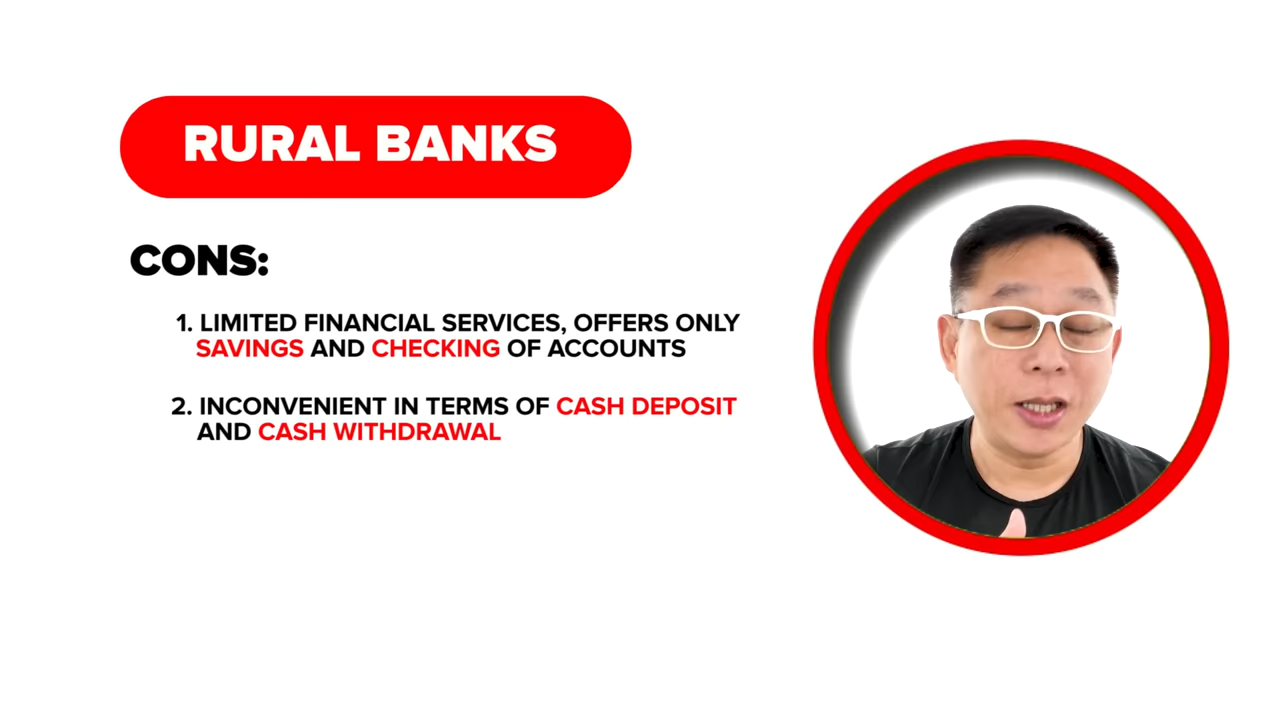 RURAL BANKS
CONS:
1. LIMITED FINANCIAL SERVICES, OFFERS ONLY
SAVINGS AND CHECKING OF ACCOUNTS
2. INCONVENIENT IN TERMS OF CASH DEPOSIT
AND CASH WITHDRAWAL